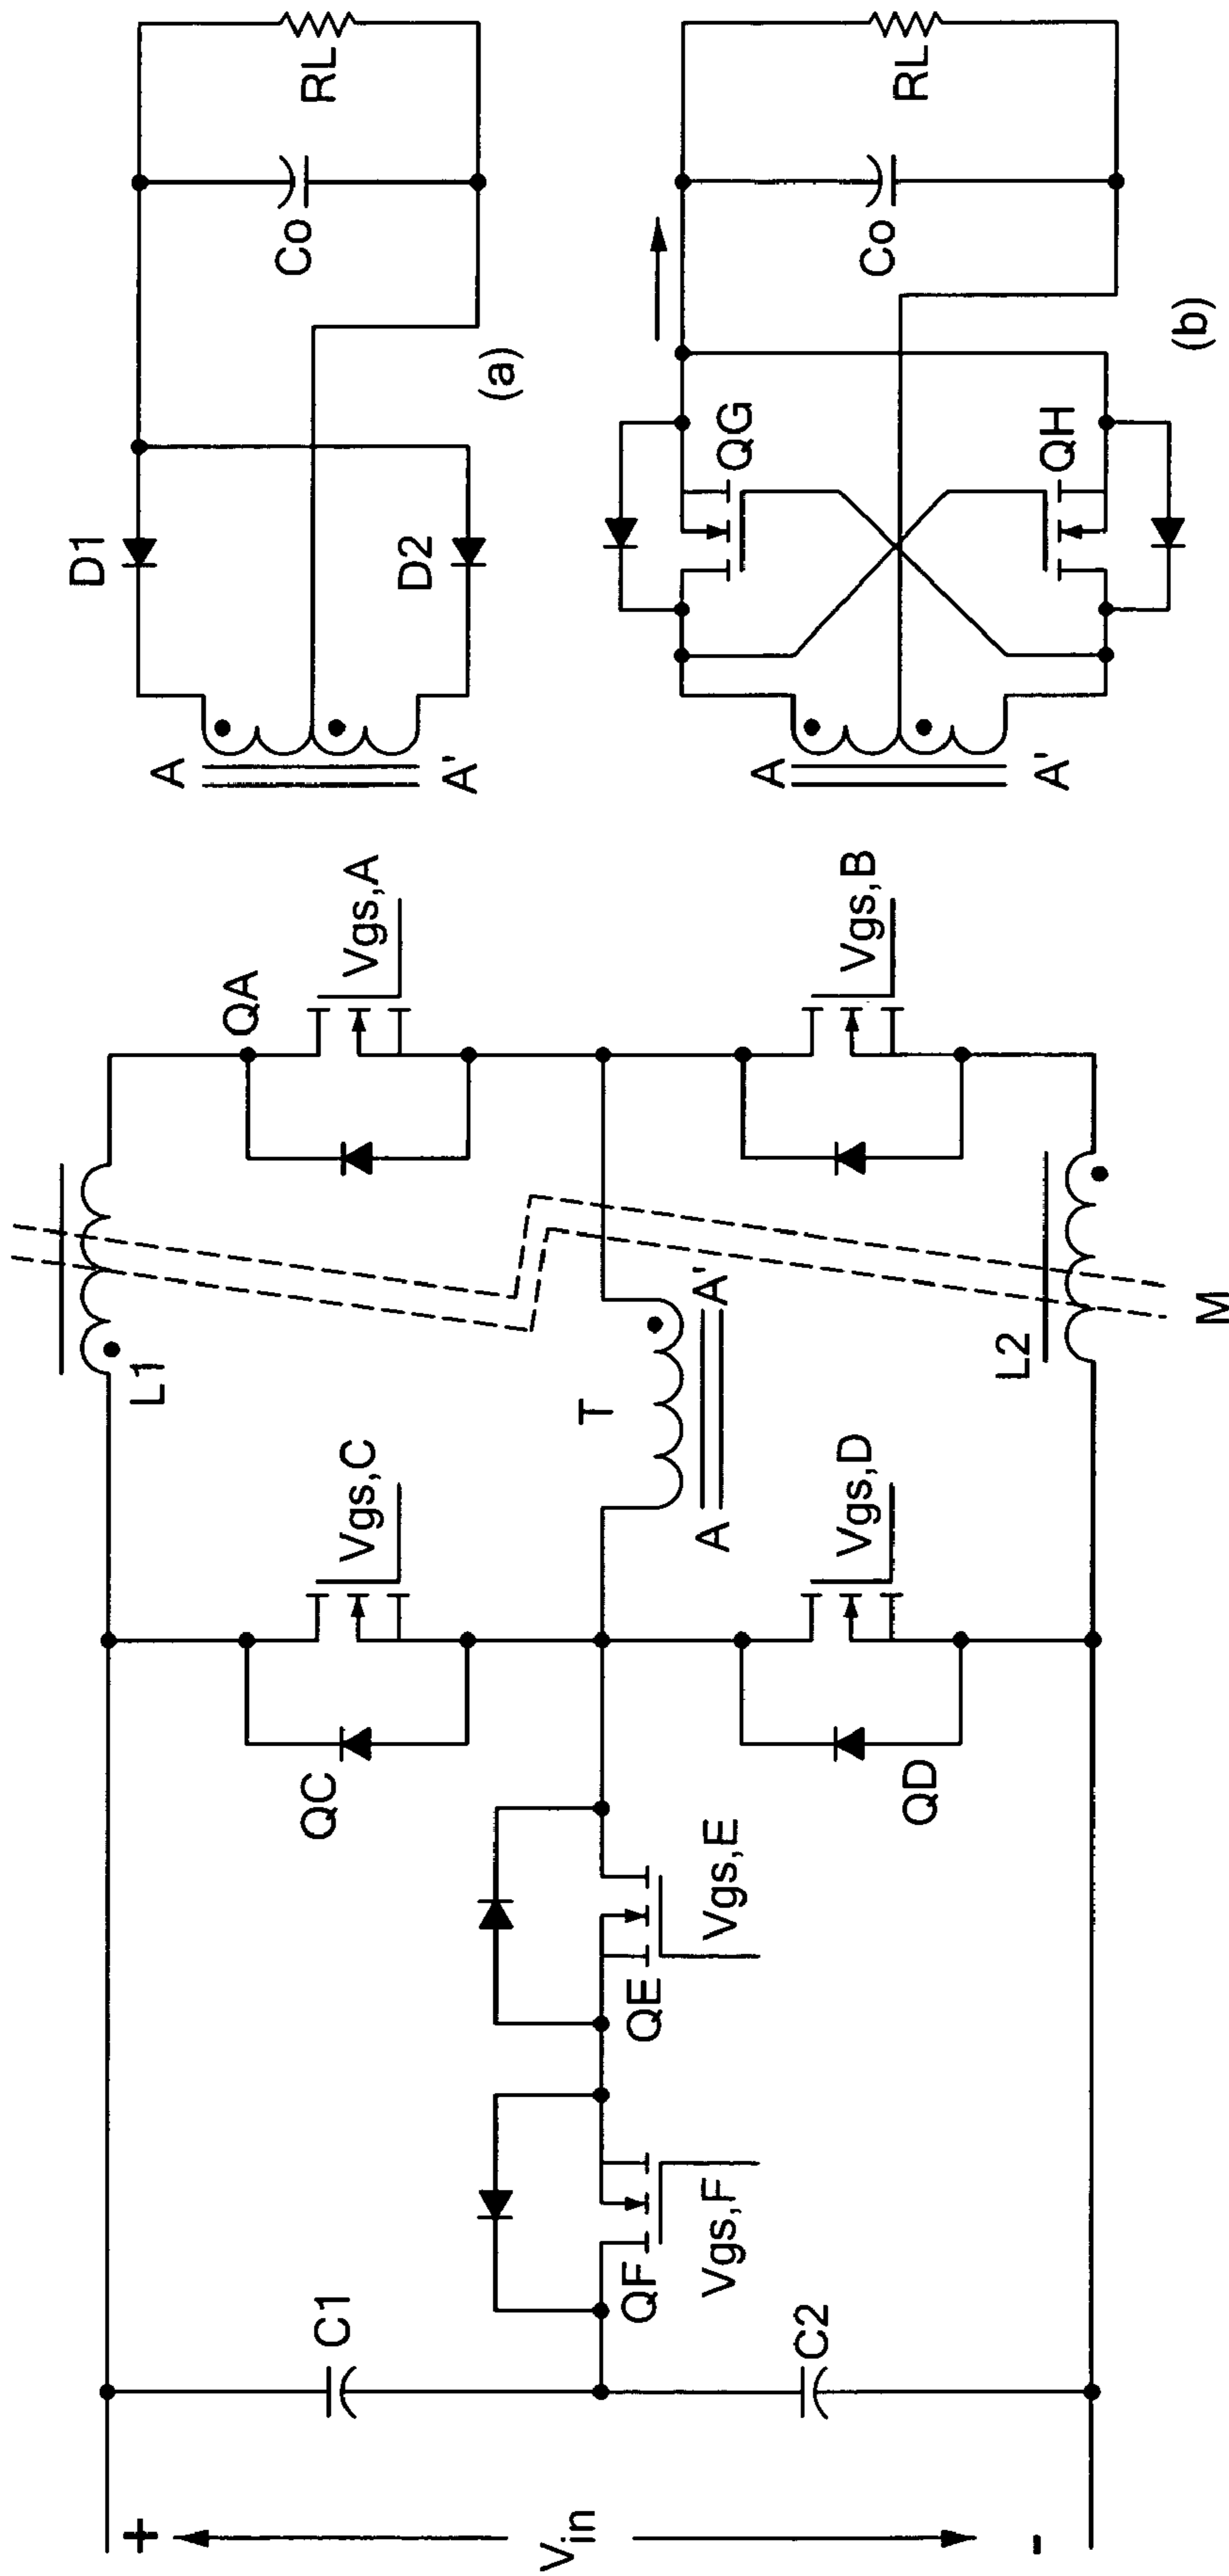 +
Vin
-
C1
C2
QF
Vgs,F
QE
Vgs,E
QC
Vgs,C
QD
Vgs,D
L1
T
A
A'
L2
M
QA
Vgs,A
Vgs,B
A
A'
D1
D2
Co
RL
(a)
A
A'
QG
QH
Co
RL
(b)